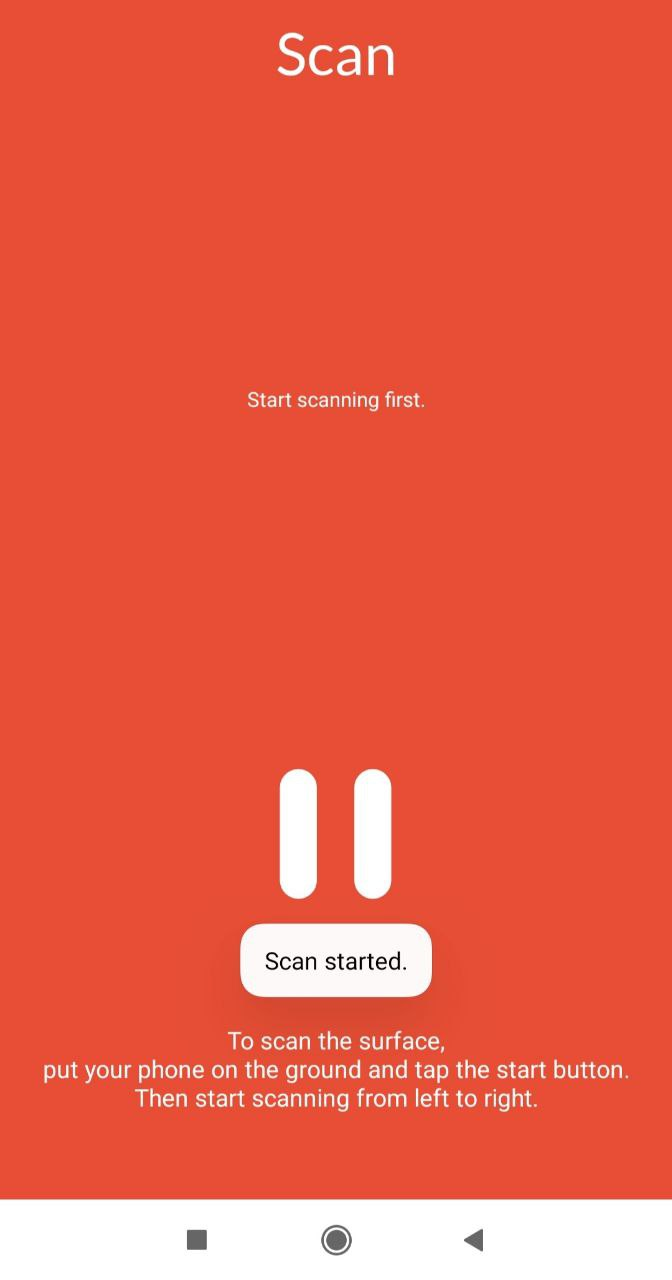 Scan
Start scanning first.
Scan started.
To scan the surface,
put your phone on the ground and tap the start button.
Then start scanning from left to right.